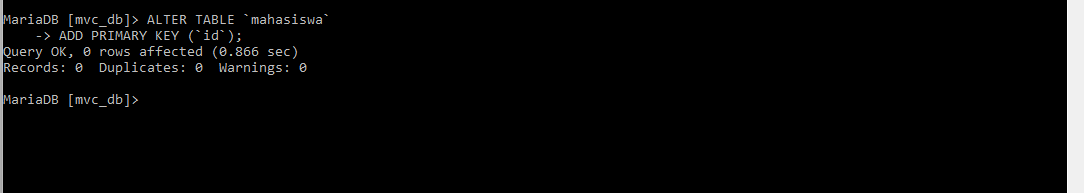 MariaDB [mvc_db]> ALTER TABLE `mahasiswa`
    -> ADD PRIMARY KEY (`id`);
Query OK, 0 rows affected (0.866 sec)
Records: 0  Duplicates: 0  Warnings: 0
MariaDB [mvc_db]>